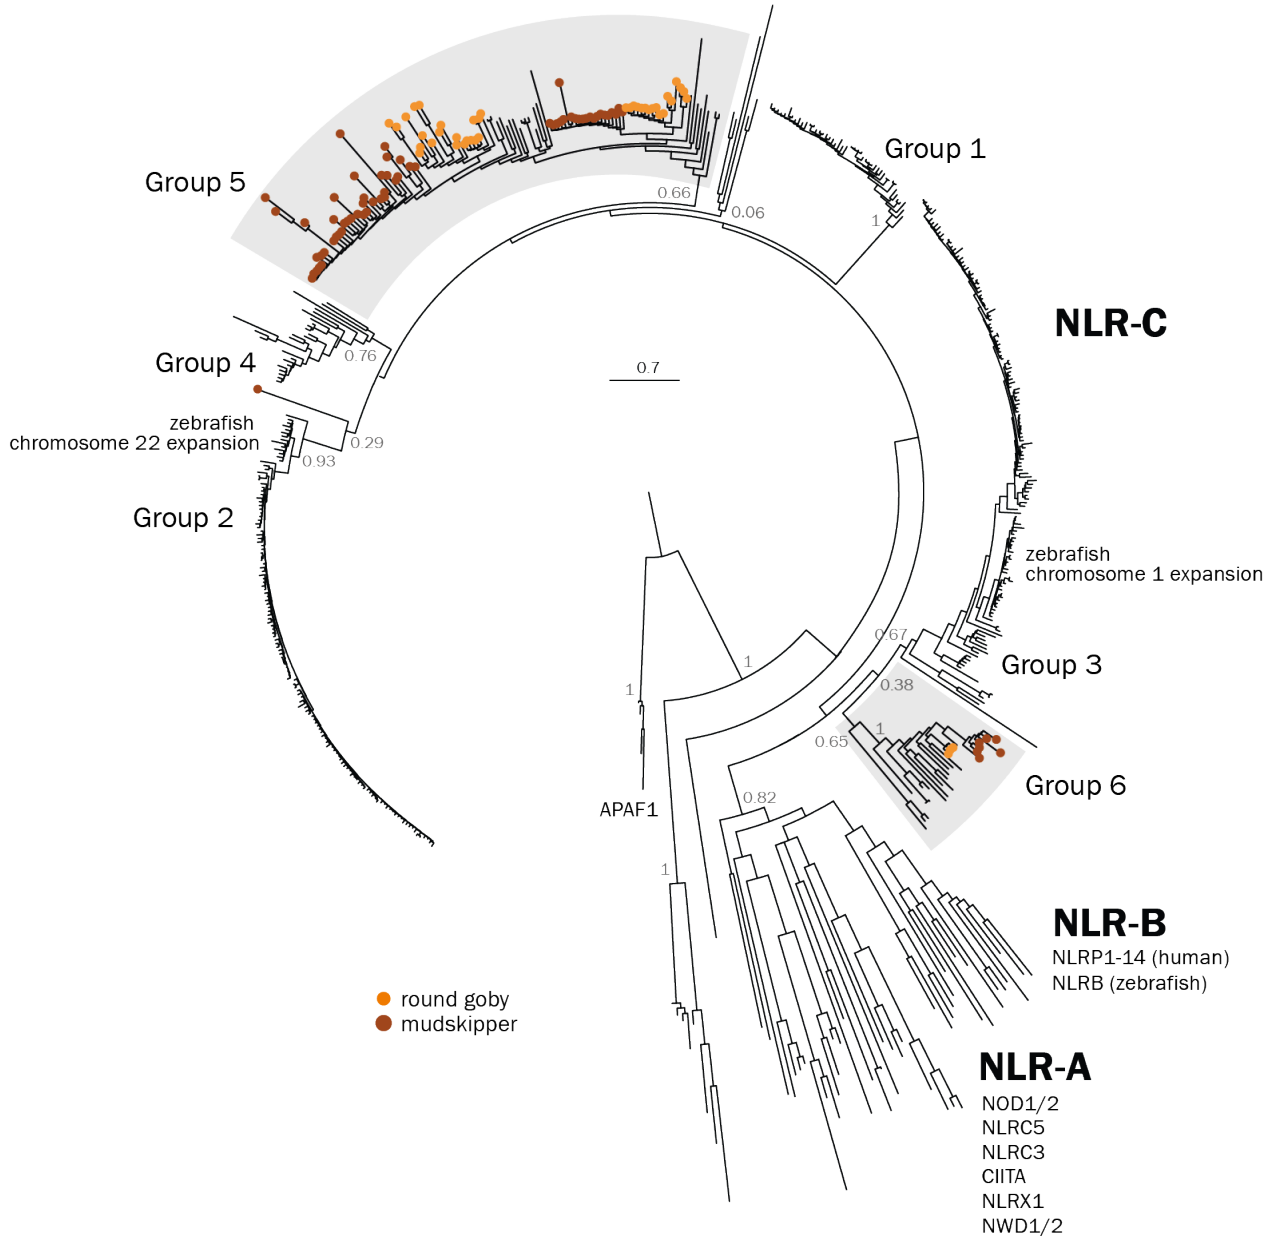 Group 1
Group 5
0.66
0.06
1
NLR-C
Group 4
0.76
0.7
zebrafish
chromosome 22 expansion
0.29
0.93
Group 2
zebrafish
chromosome 1 expansion
0.67
1
Group 3
1
0.38
0.65
1
Group 6
APAF1
0.82
1
NLR-B
NLRP1-14 (human)
NLRB (zebrafish)
round goby
mudskipper
NLR-A
NOD1/2
NLRC5
NLRC3
CIITA
NLRX1
NWD1/2